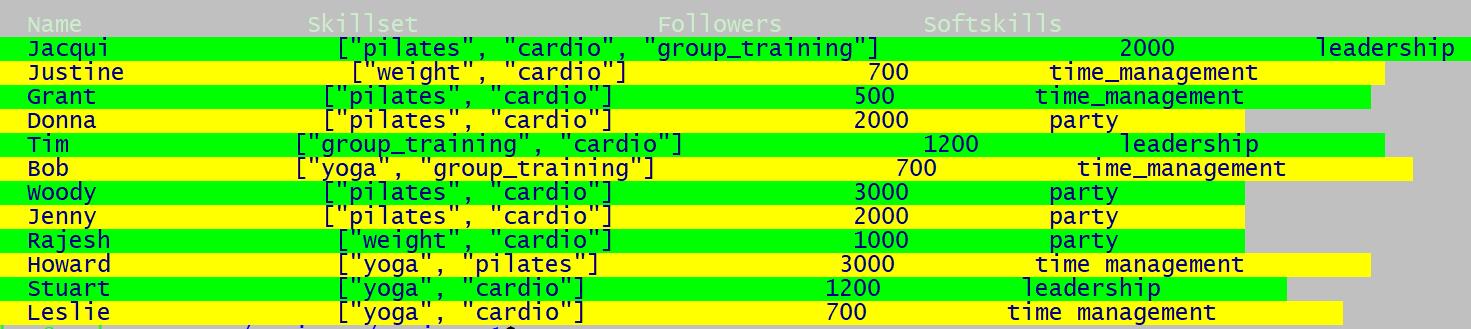 Name Skillset Followers Softskills
Jacqui ["pilates", "cardio", "group_training"] 2000 leadership
Justine ["weight", "cardio"] 700 time_management
Grant ["pilates", "cardio"] 500 time_management
Donna ["pilates", "cardio"] 2000 party
Tim ["group_training", "cardio"] 1200 leadership
Bob ["yoga", "group_training"] 700 time_management
Woody ["pilates", "cardio"] 3000 party
Jenny ["pilates", "cardio"] 2000 party
Rajesh ["weight", "cardio"] 1000 party
Howard ["yoga", "pilates"] 3000 time management
Stuart ["yoga", "cardio"] 1200 leadership
Leslie ["yoga", "cardio"] 700 time management